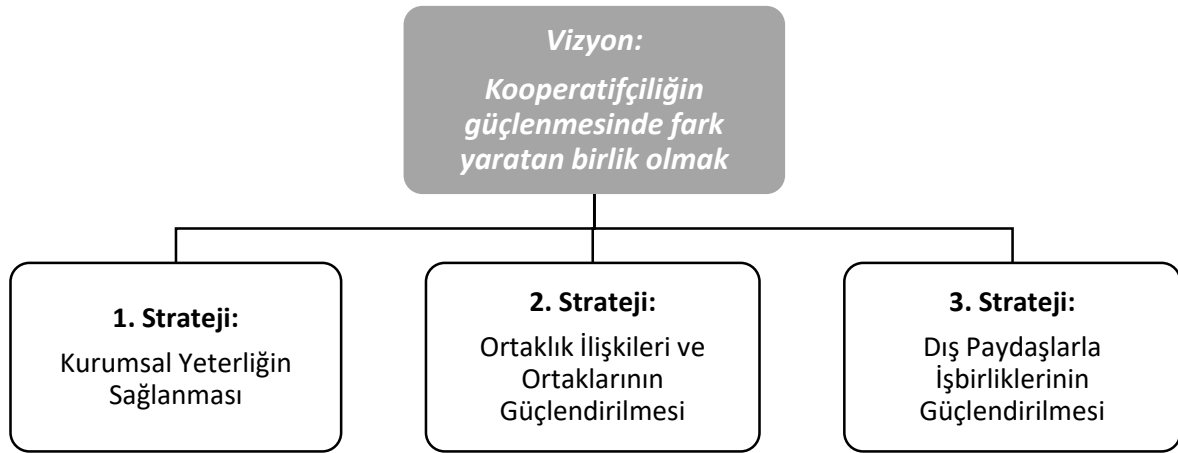 Vizyon:
Kooperatifçiliğin
güçlenmesinde fark
yaratan birlik olmak
1. Strateji:
Kurumsal Yeterliğin
Sağlanması
2. Strateji:
Ortaklık İlişkileri ve
Ortaklarının
Güçlendirilmesi
3. Strateji:
Dış Paydaşlarla
İşbirliklerinin
Güçlendirilmesi